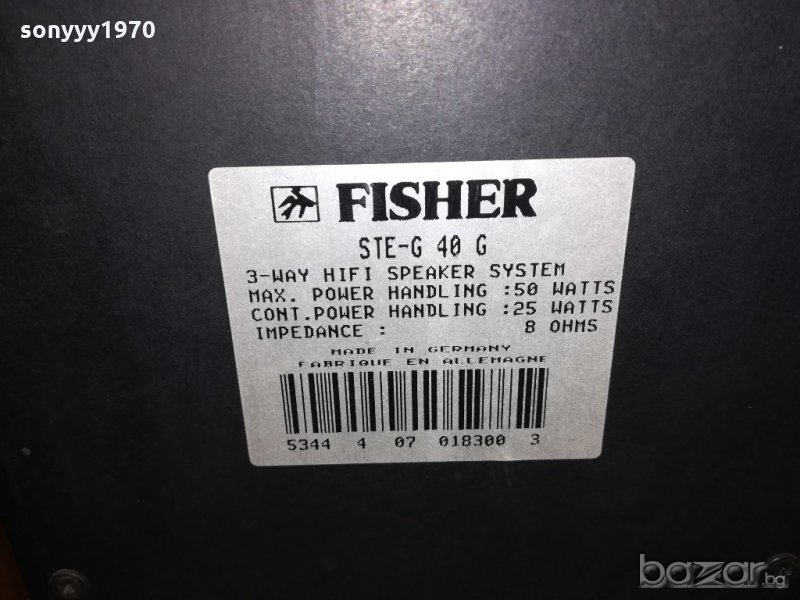 sonyyy1970
FISHER
STE-G 40 G
3-WAY HIFI SPEAKER SYSTEM
MAX. POWER HANDLING :50 WATTS
CONT.POWER HANDLING :25 WATTS
IMPEDANCE : 8 OHMS
MADE IN GERMANY
FABRIQUE EN ALLEMAGNE
5344 4 07 018300 3
bazar.bg